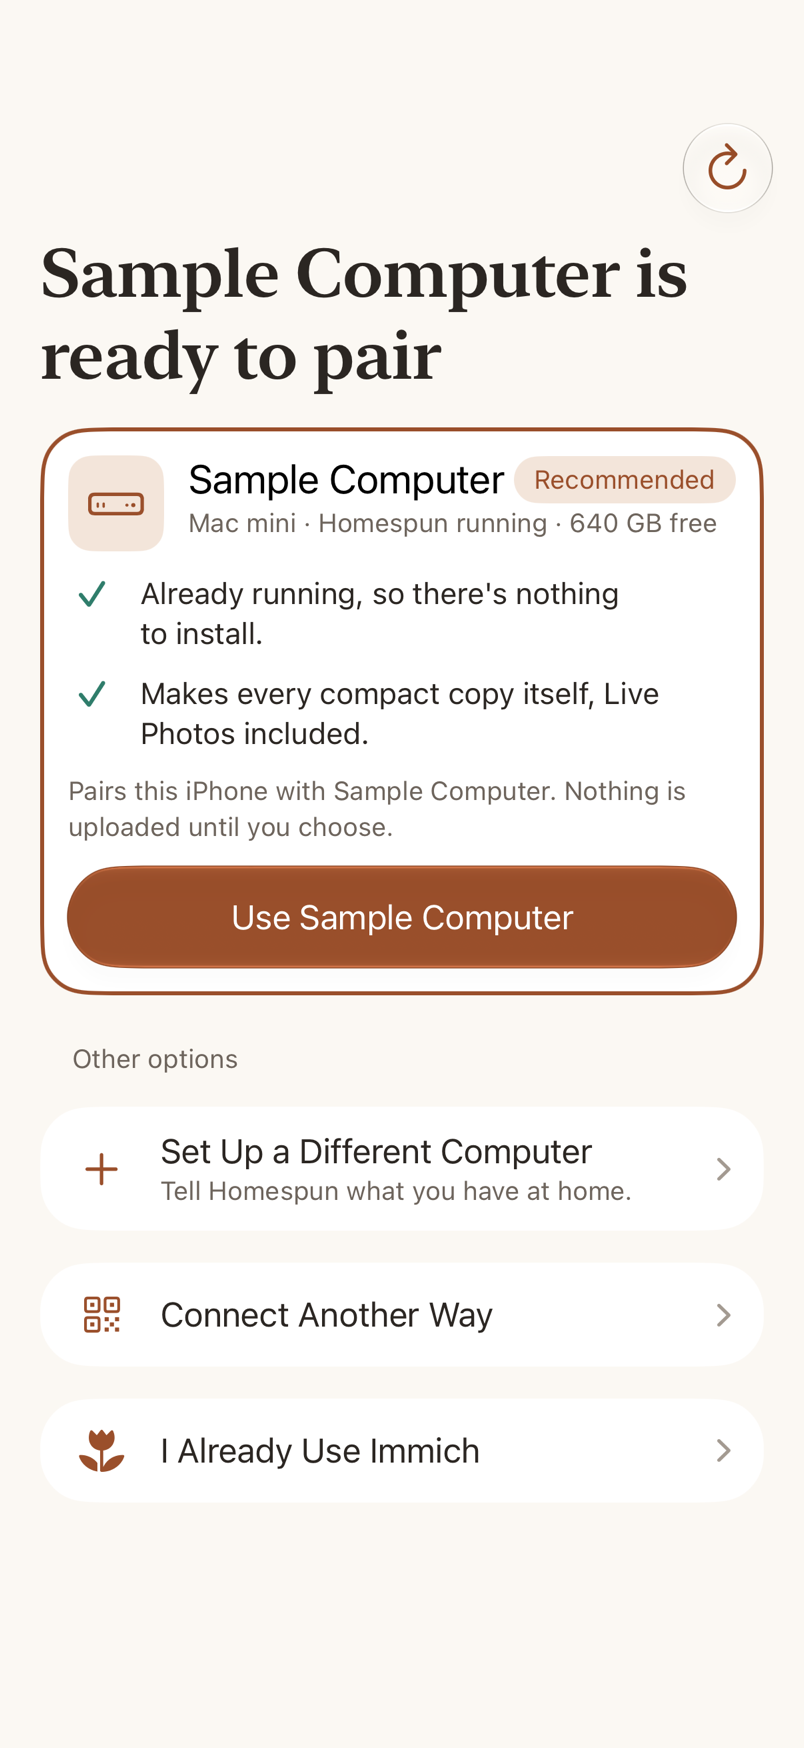 Sample Computer is
ready to pair
Sample Computer
Recommended
Mac mini · Homespun running · 640 GB free
Already running, so there's nothing
to install.
Makes every compact copy itself, Live
Photos included.
Pairs this iPhone with Sample Computer. Nothing is
uploaded until you choose.
Use Sample Computer
Other options
Set Up a Different Computer
Tell Homespun what you have at home.
Connect Another Way
I Already Use Immich